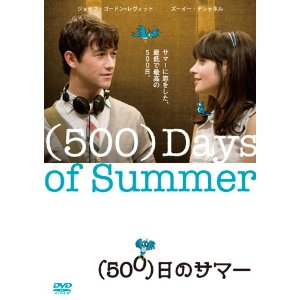 ジョセフ・ゴードン=レヴィット
ズーイー・デシャネル
サマーに恋をした、
最低で最高の
500日。
(500) Days
of Summer
(500)日のサマー
DVD
VIDEO